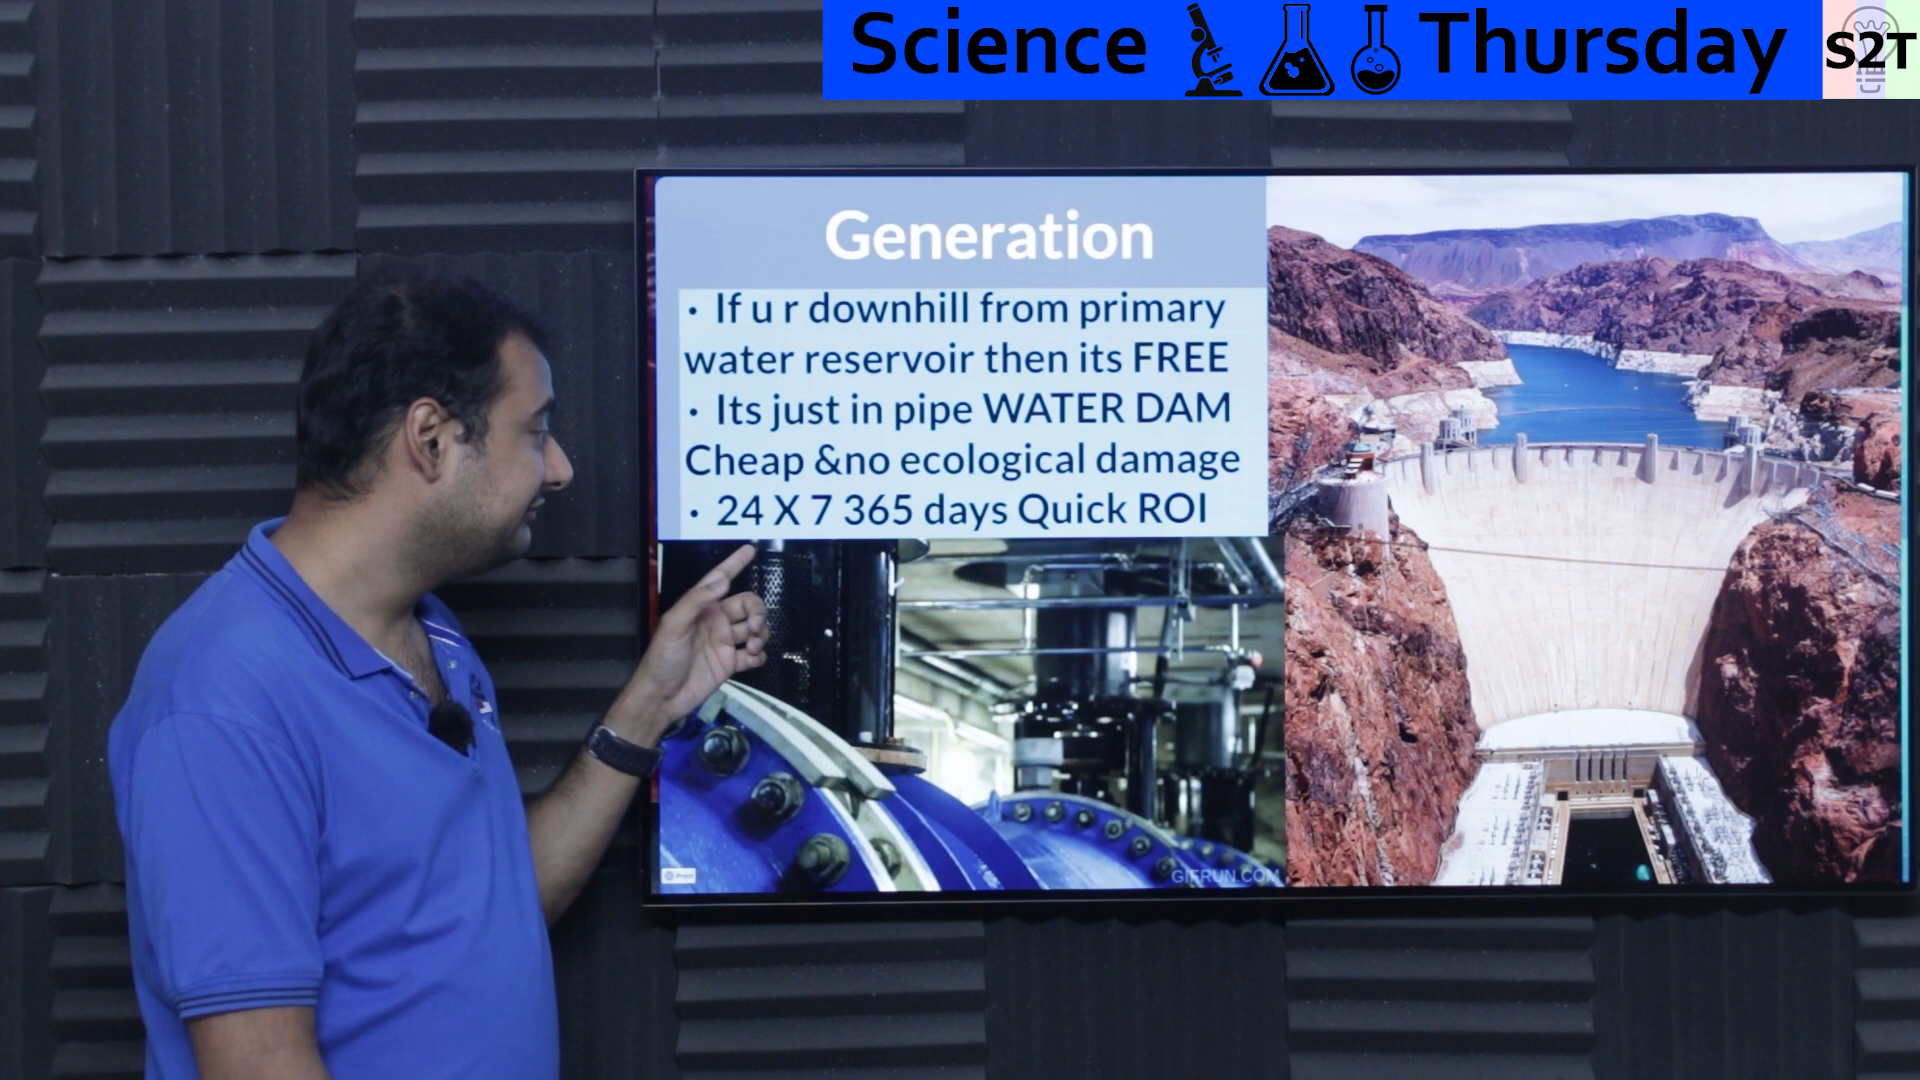 Science Thursday
S2T
Generation
· If u r downhill from primary
water reservoir then its FREE
· Its just in pipe WATER DAM
Cheap &no ecological damage
· 24 X 7 365 days Quick ROI
Prezi
GIFRUN.COM